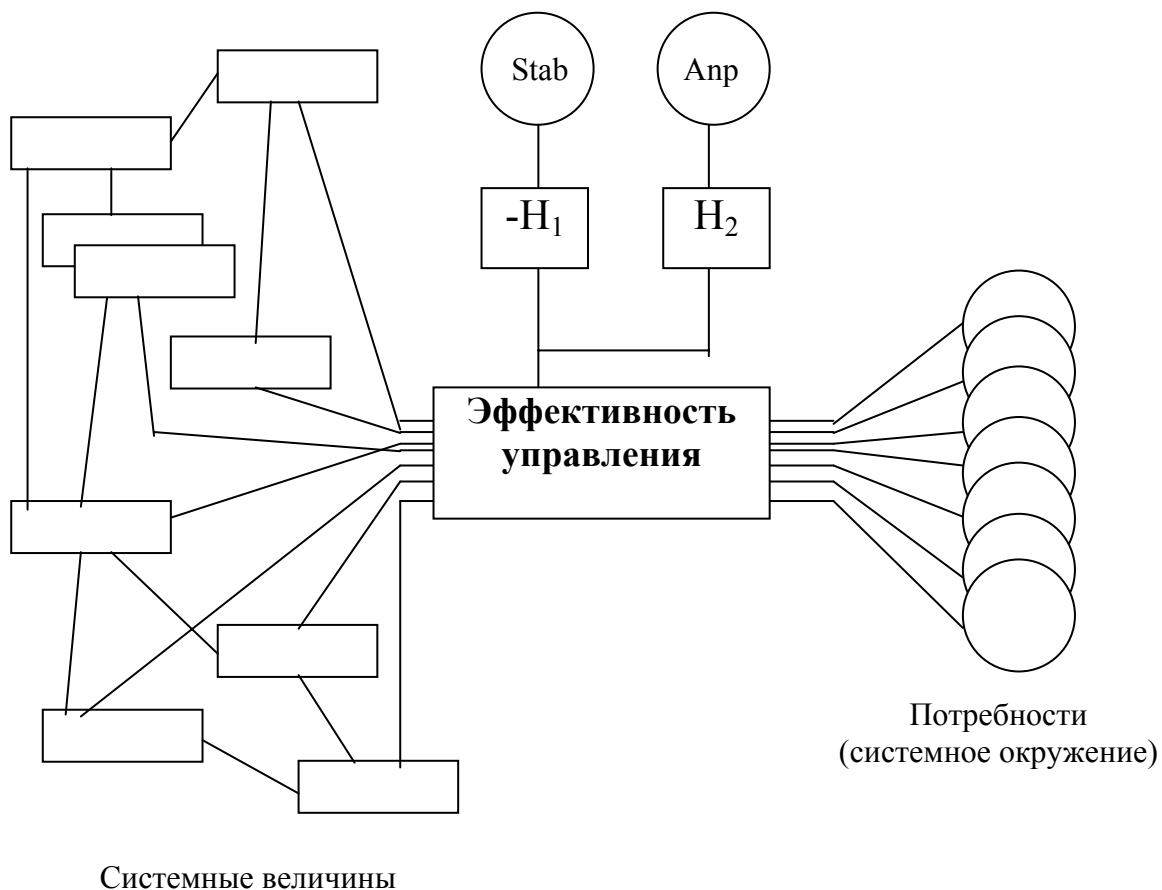 Stab
Anp
-H₁
H₂
Эффективность
управления
Потребности
(системное окружение)
Системные величины